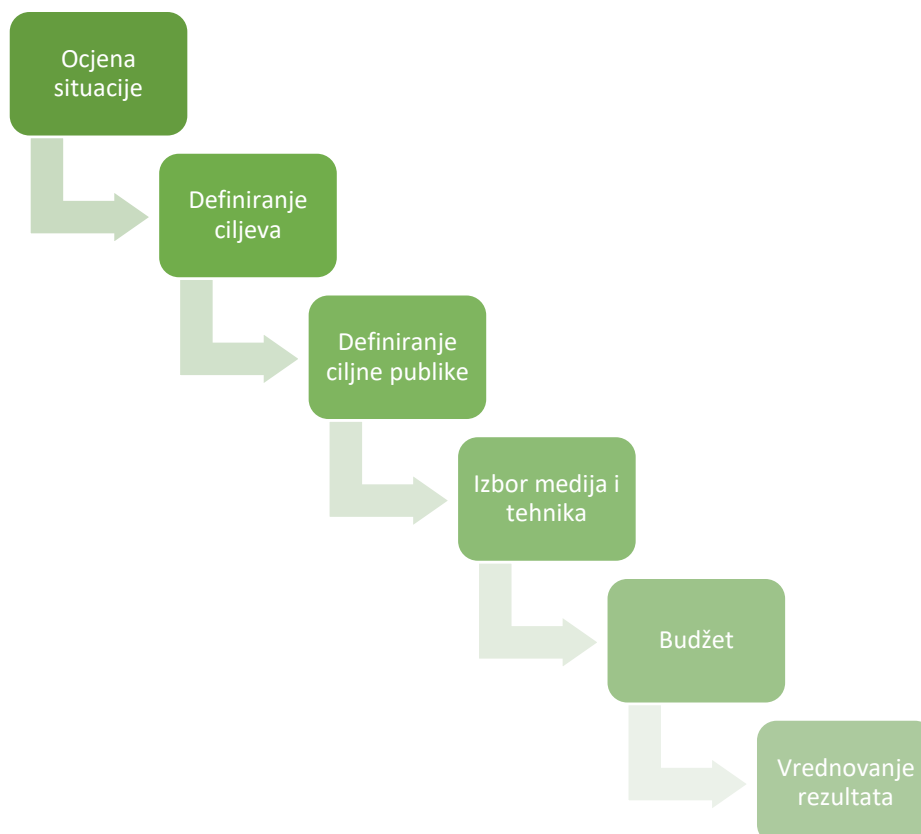 Ocjena
situacije
Definiranje
ciljeva
Definiranje
ciljne publike
Izbor medija i
tehnika
Budžet
Vrednovanje
rezultata